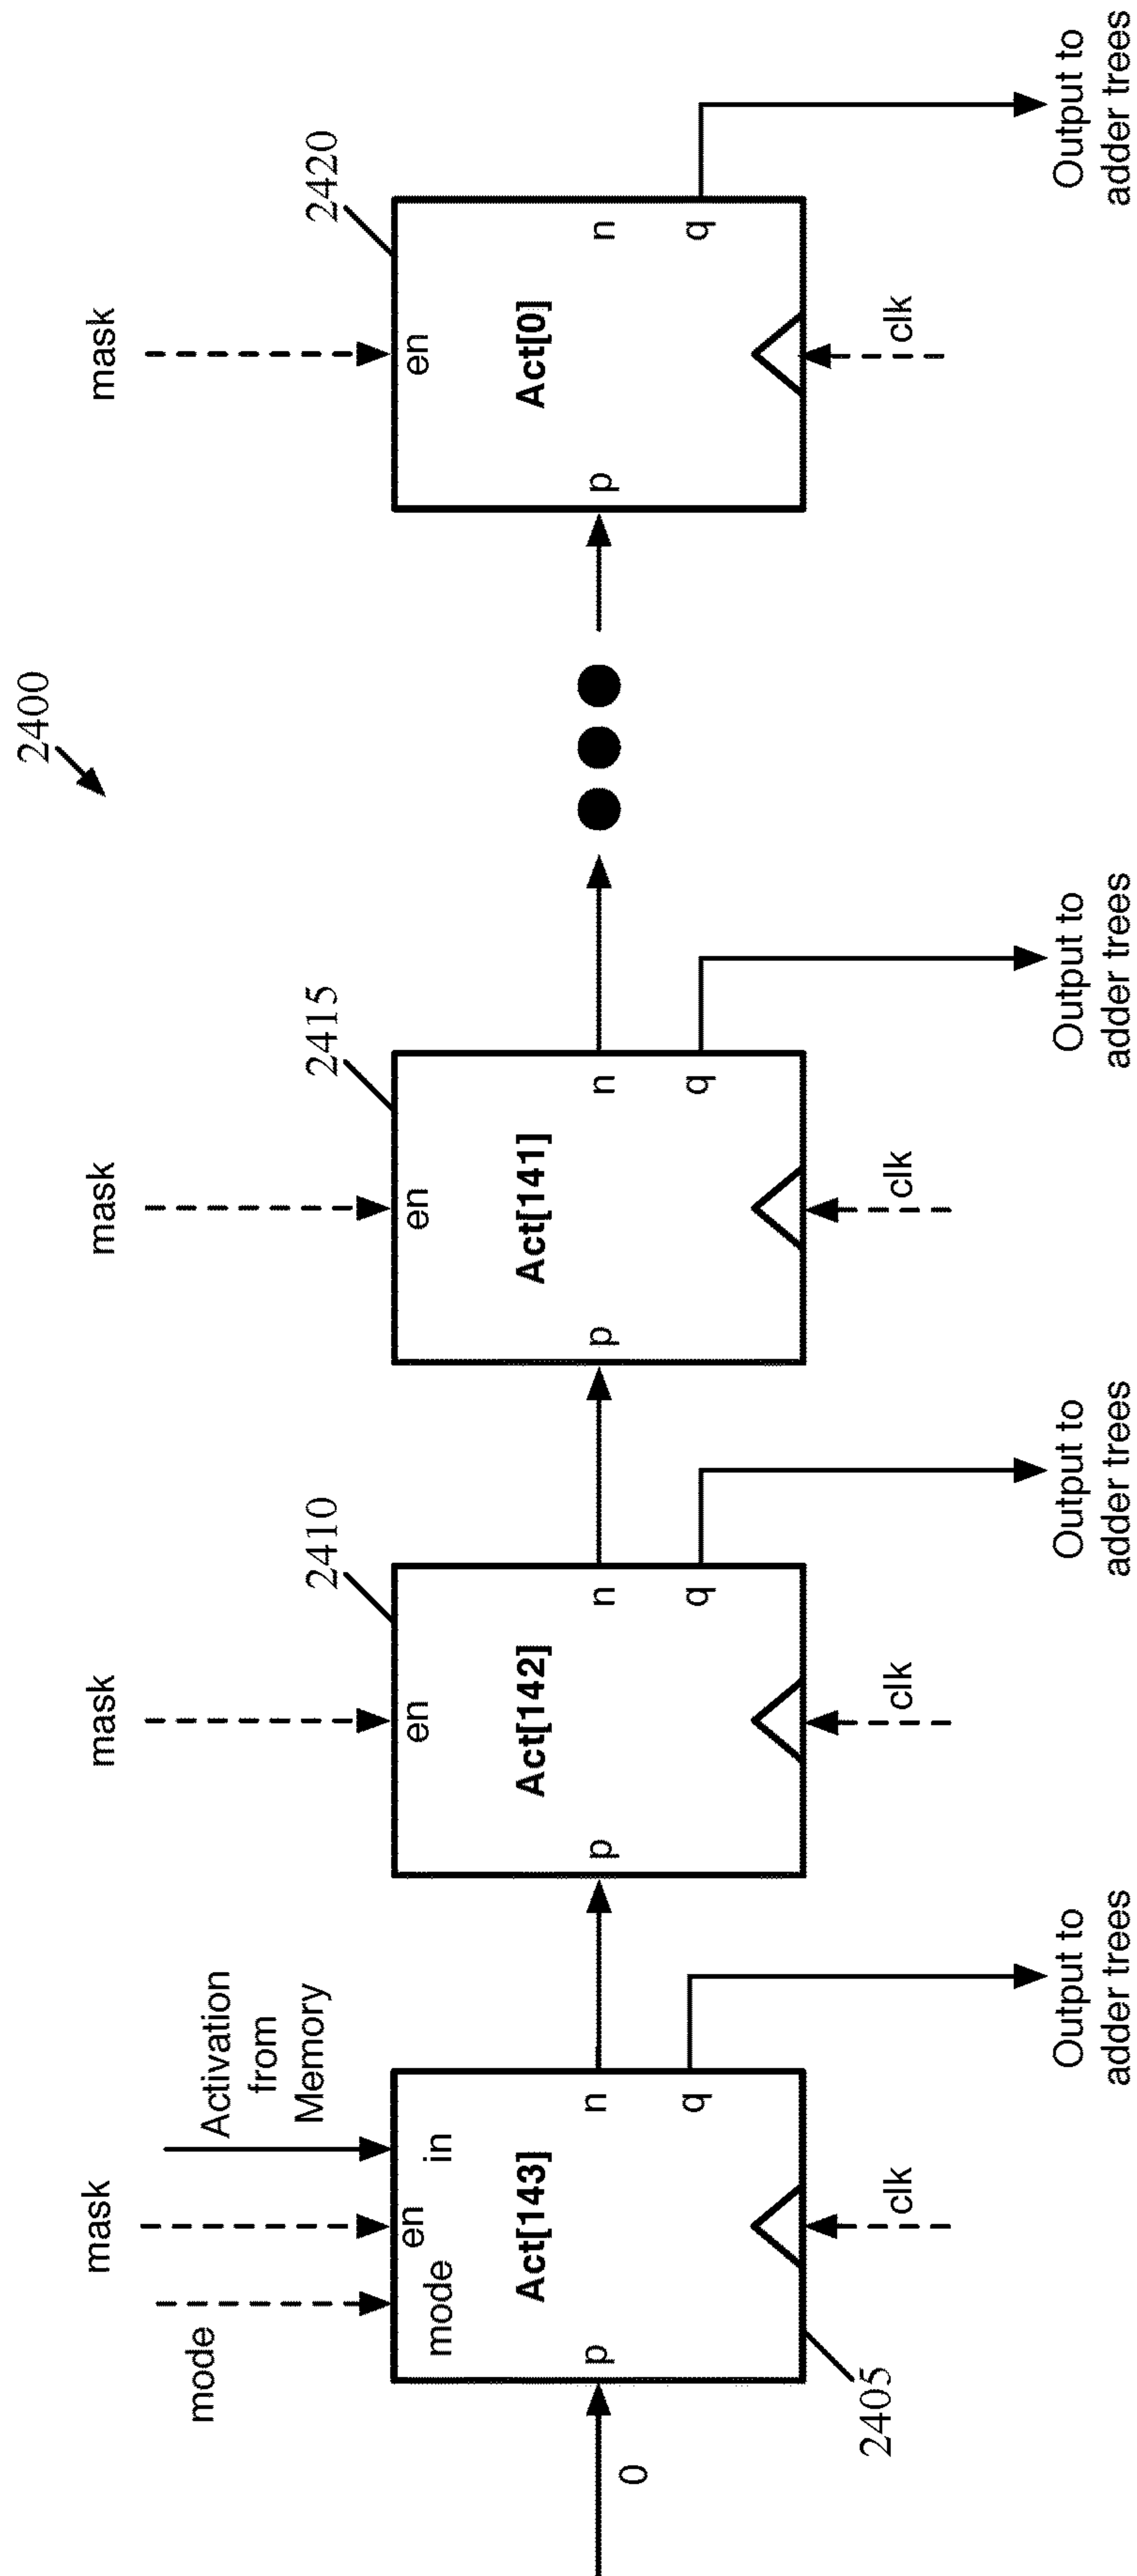 2400
mode
mask
Activation
from
Memory
mask
2410
mask
2415
mask
2420
mode
en
in
en
en
en
Act[143]
Act[142]
Act[141]
Act[0]
0
p
n
p
n
p
n
p
n
q
q
q
q
2405
clk
clk
clk
clk
Output to
adder trees
Output to
adder trees
Output to
adder trees
Output to
adder trees